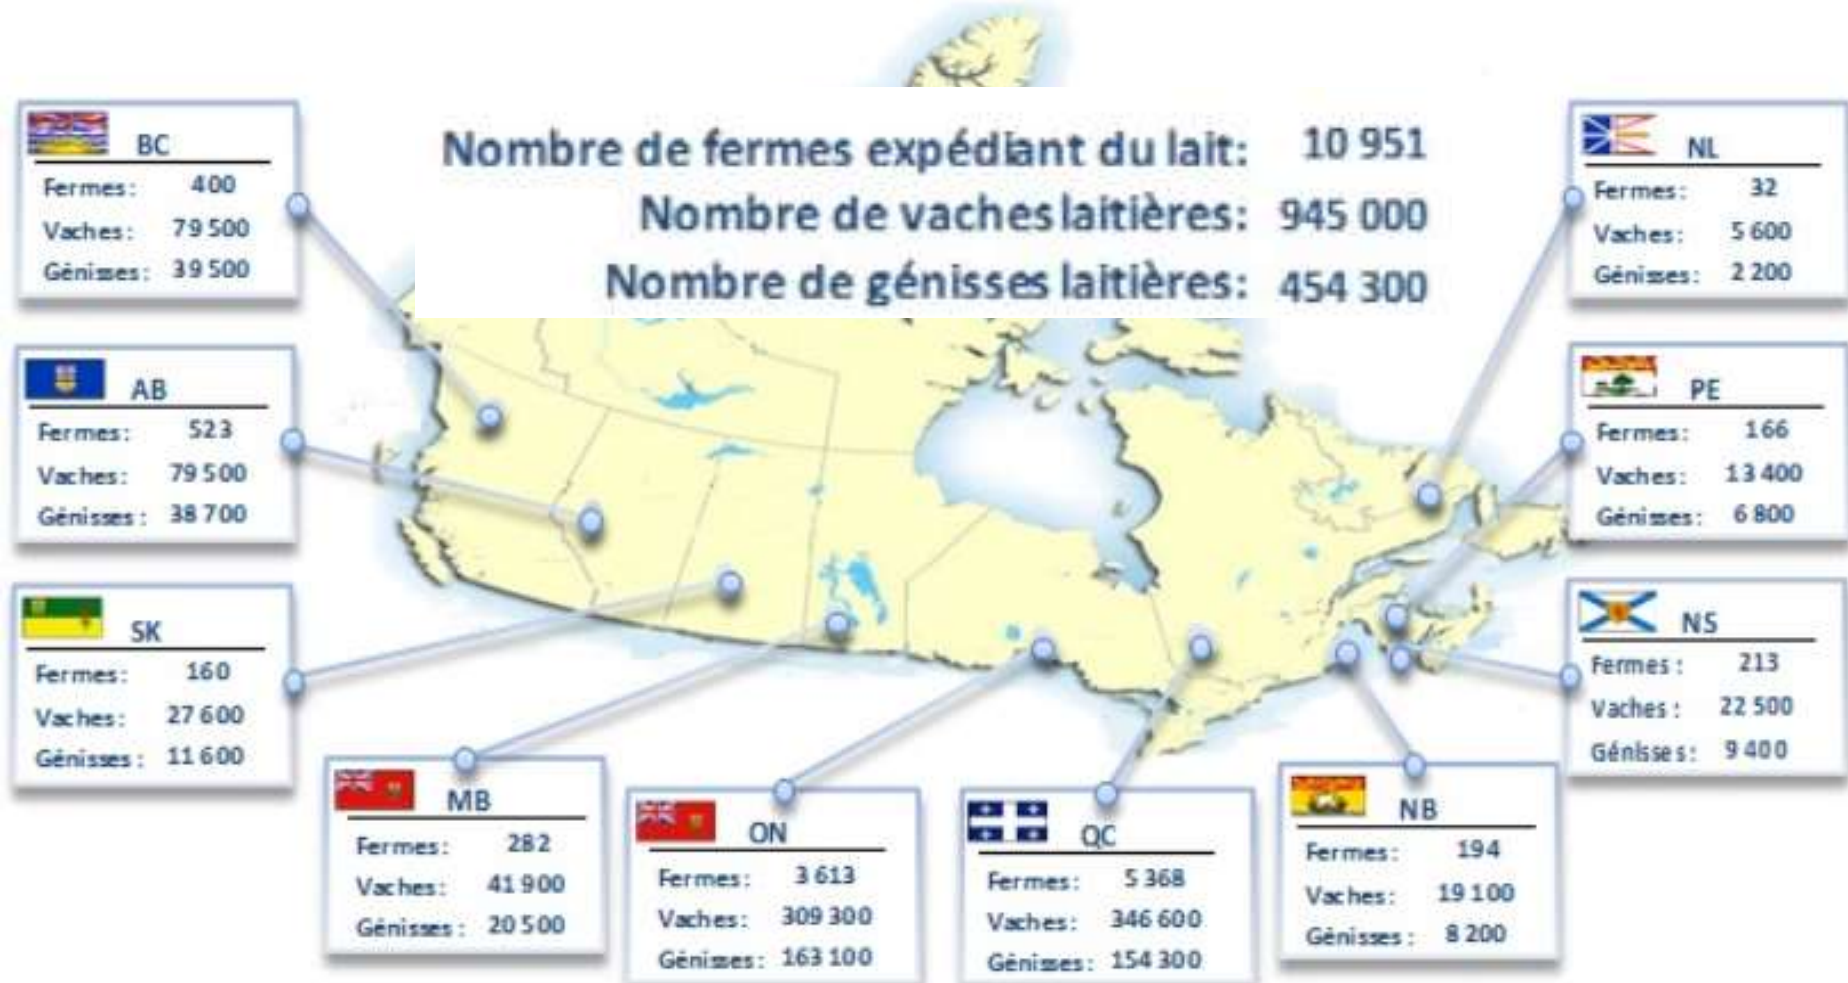 Nombre de fermes expédiant du lait: 10 951
Nombre de vaches laitières: 945 000
Nombre de génisses laitières: 454 300
BC
Fermes: 400
Vaches: 79 500
Génisses: 39 500
AB
Fermes: 523
Vaches: 79 500
Génisses: 38 700
SK
Fermes: 160
Vaches: 27 600
Génisses: 11 600
MB
Fermes: 282
Vaches: 41 900
Génisses: 20 500
ON
Fermes: 3 613
Vaches: 309 300
Génisses: 163 100
QC
Fermes: 5 368
Vaches: 346 600
Génisses: 154 300
NB
Fermes: 194
Vaches: 19 100
Génisses: 8 200
NL
Fermes: 32
Vaches: 5 600
Génisses: 2 200
PE
Fermes: 166
Vaches: 13 400
Génisses: 6 800
NS
Fermes: 213
Vaches: 22 500
Génisses: 9 400